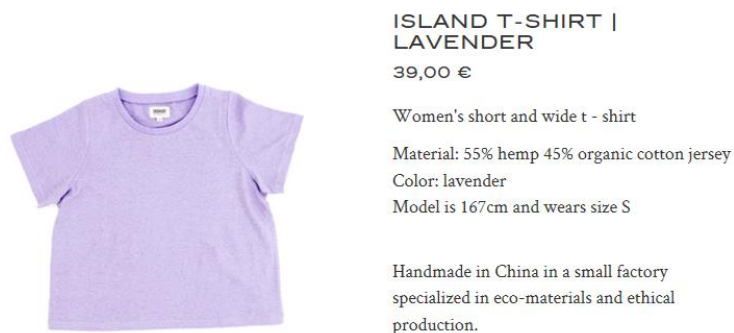 ISLAND T-SHIRT |
LAVENDER
39,00 €
Women's short and wide t - shirt
Material: 55% hemp 45% organic cotton jersey
Color: lavender
Model is 167cm and wears size S
Handmade in China in a small factory
specialized in eco-materials and ethical
production.